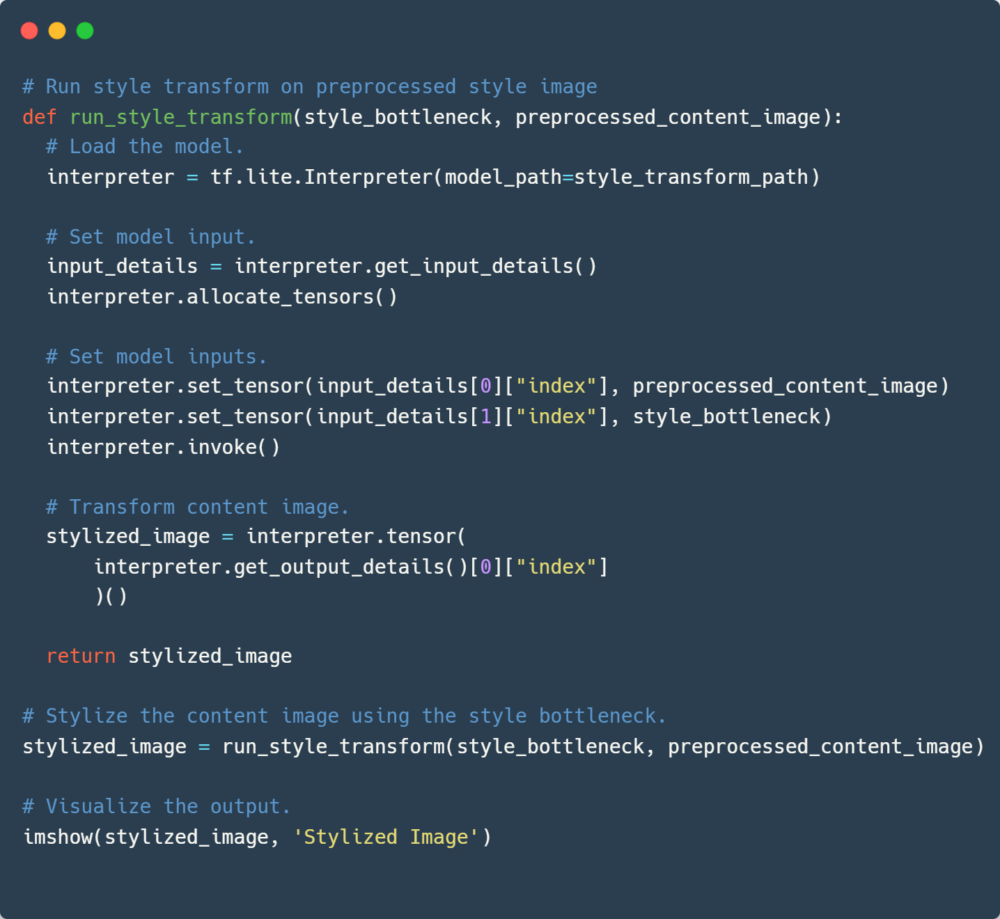 # Run style transform on preprocessed style image
def run_style_transform(style_bottleneck, preprocessed_content_image):
  # Load the model.
  interpreter = tf.lite.Interpreter(model_path=style_transform_path)

  # Set model input.
  input_details = interpreter.get_input_details()
  interpreter.allocate_tensors()

  # Set model inputs.
  interpreter.set_tensor(input_details[0]["index"], preprocessed_content_image)
  interpreter.set_tensor(input_details[1]["index"], style_bottleneck)
  interpreter.invoke()

  # Transform content image.
  stylized_image = interpreter.tensor(
      interpreter.get_output_details()[0]["index"]
      )()

  return stylized_image

# Stylize the content image using the style bottleneck.
stylized_image = run_style_transform(style_bottleneck, preprocessed_content_image)

# Visualize the output.
imshow(stylized_image, 'Stylized Image')